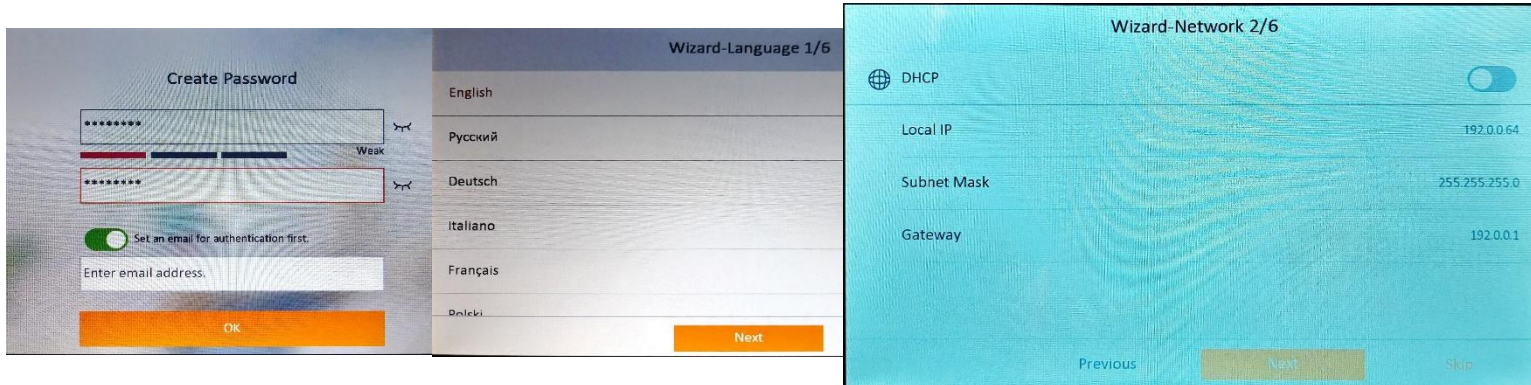 Create Password
********
Weak
********
Set an email for authentication first.
Enter email address.
OK
Wizard-Language 1/6
English
Русский
Deutsch
Italiano
Français
Polski
Next
Wizard-Network 2/6
DHCP
Local IP 192.0.0.64
Subnet Mask 255.255.255.0
Gateway 192.0.0.1
Previous Next Skip